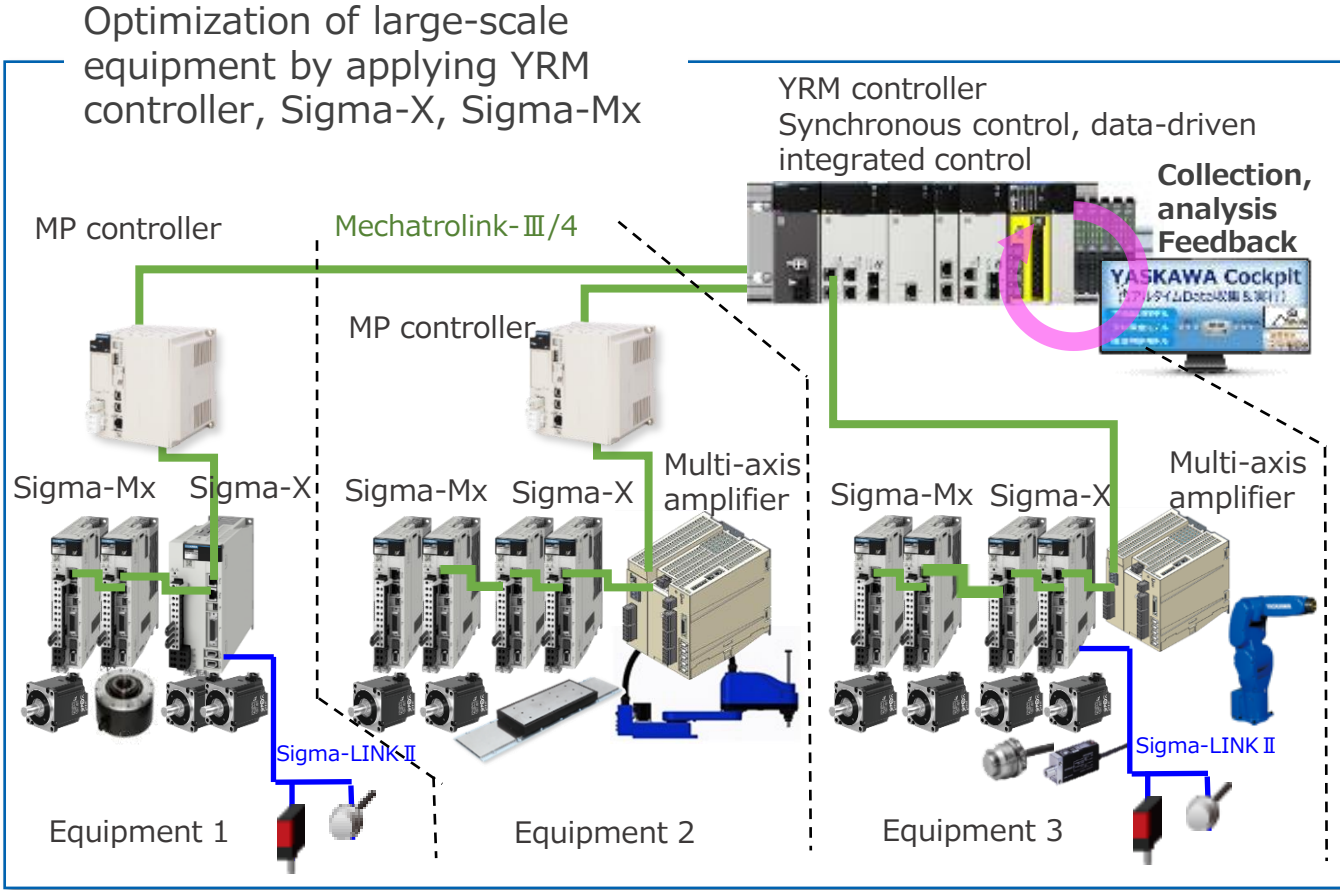 Optimization of large-scale
equipment by applying YRM
controller, Sigma-X, Sigma-Mx
YRM controller
Synchronous control, data-driven
integrated control
Collection,
analysis
Feedback
MP controller
Mechatrolink-Ⅲ/4
YASKAWA Cockpit
MP controller
Sigma-Mx
Sigma-X
Sigma-Mx
Sigma-X
Multi-axis
amplifier
Sigma-Mx
Sigma-X
Multi-axis
amplifier
Sigma-LINKⅡ
Sigma-LINKⅡ
Equipment 1
Equipment 2
Equipment 3